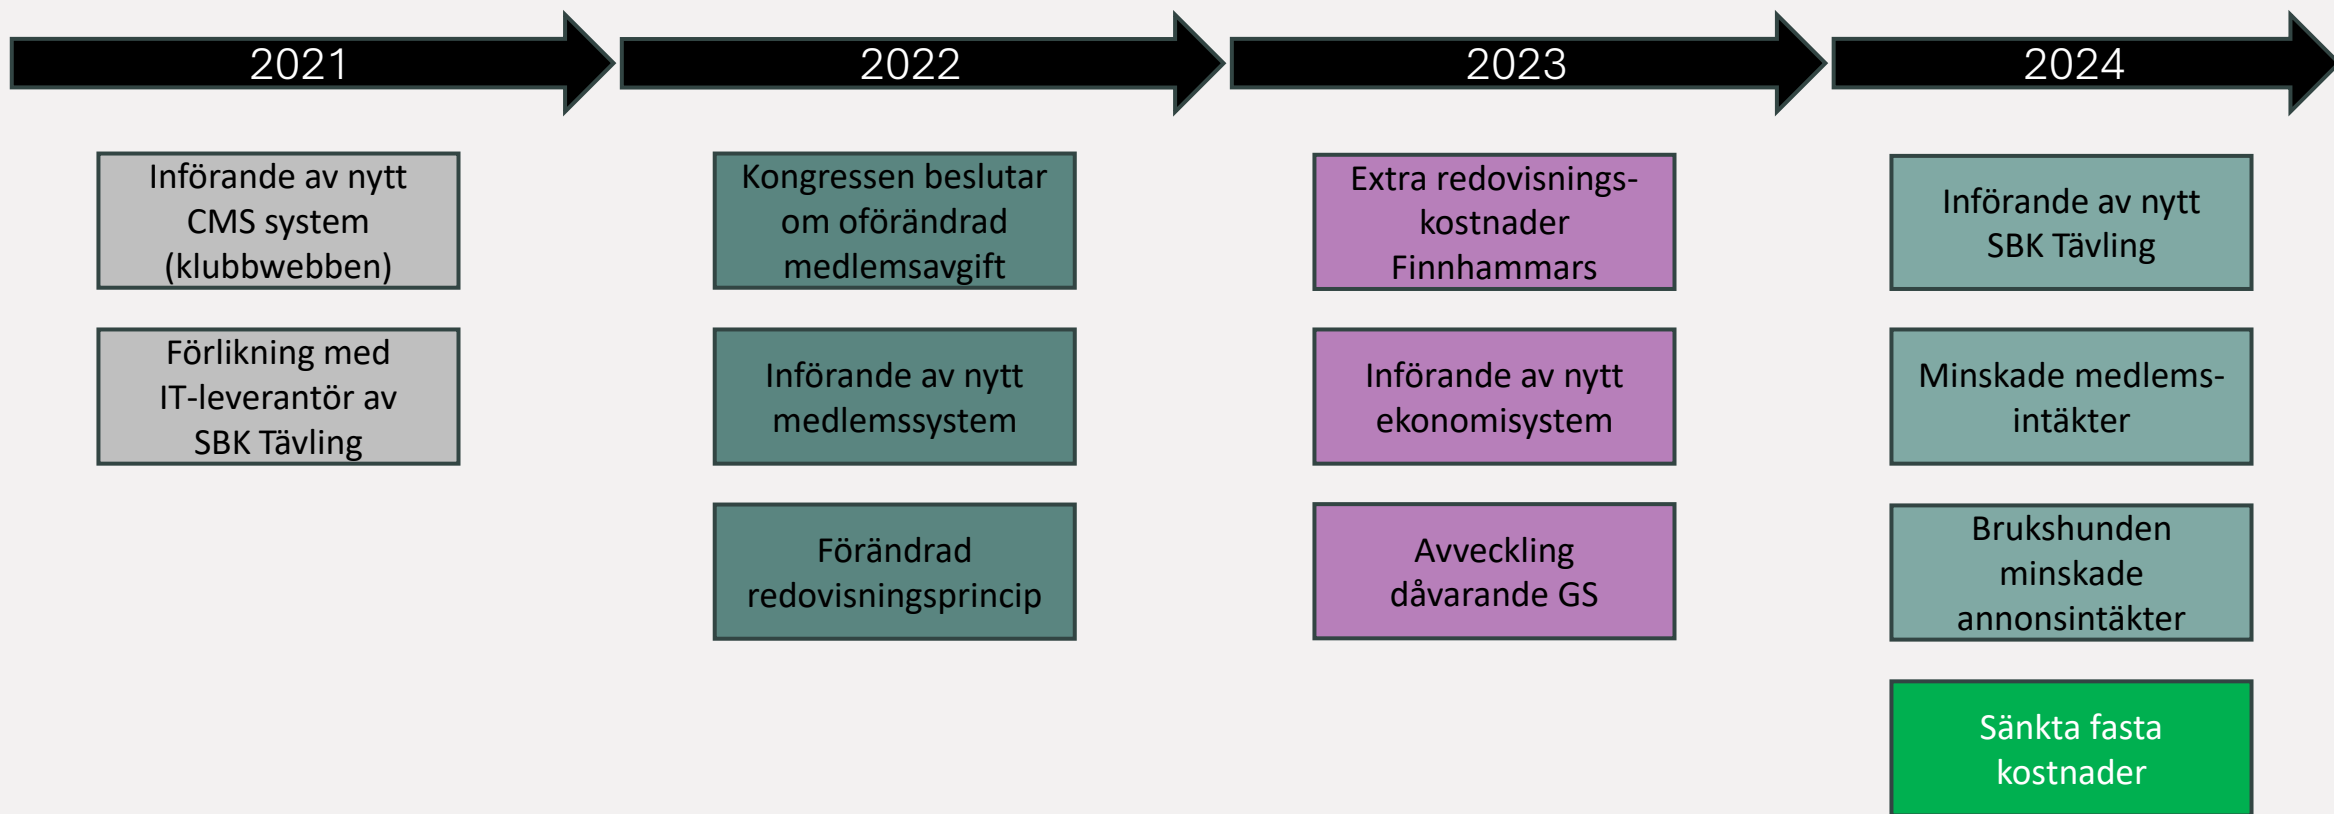 2021
2022
2023
2024
Införande av nytt
CMS system
(klubbwebben)
Förlikning med
IT-leverantör av
SBK Tävling
Kongressen beslutar
om oförändrad
medlemsavgift
Införande av nytt
medlemssystem
Förändrad
redovisningsprincip
Extra redovisnings-
kostnader
Finnhammars
Införande av nytt
ekonomisystem
Avveckling
dåvarande GS
Införande av nytt
SBK Tävling
Minskade medlems-
intäkter
Brukshunden
minskade
annonsintäkter
Sänkta fasta
kostnader